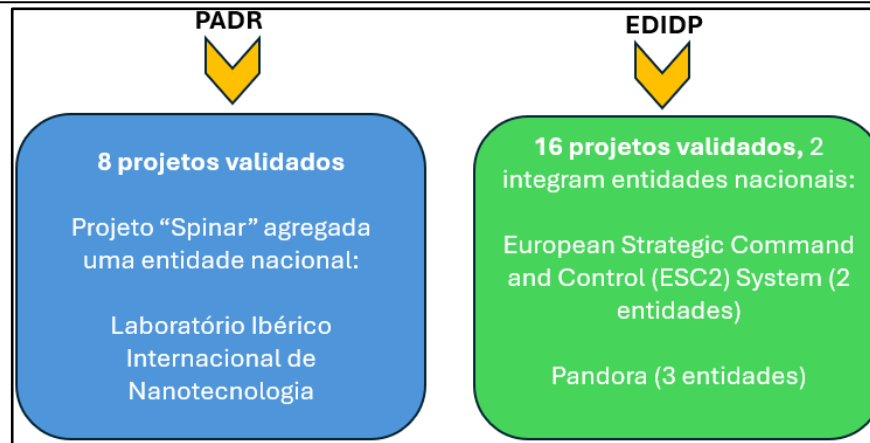 PADR
8 projetos validados
Projeto “Spinar” agregada
uma entidade nacional:
Laboratório Ibérico
Internacional de
Nanotecnologia
EDIDP
16 projetos validados, 2
integram entidades nacionais:
European Strategic Command
and Control (ESC2) System (2
entidades)
Pandora (3 entidades)